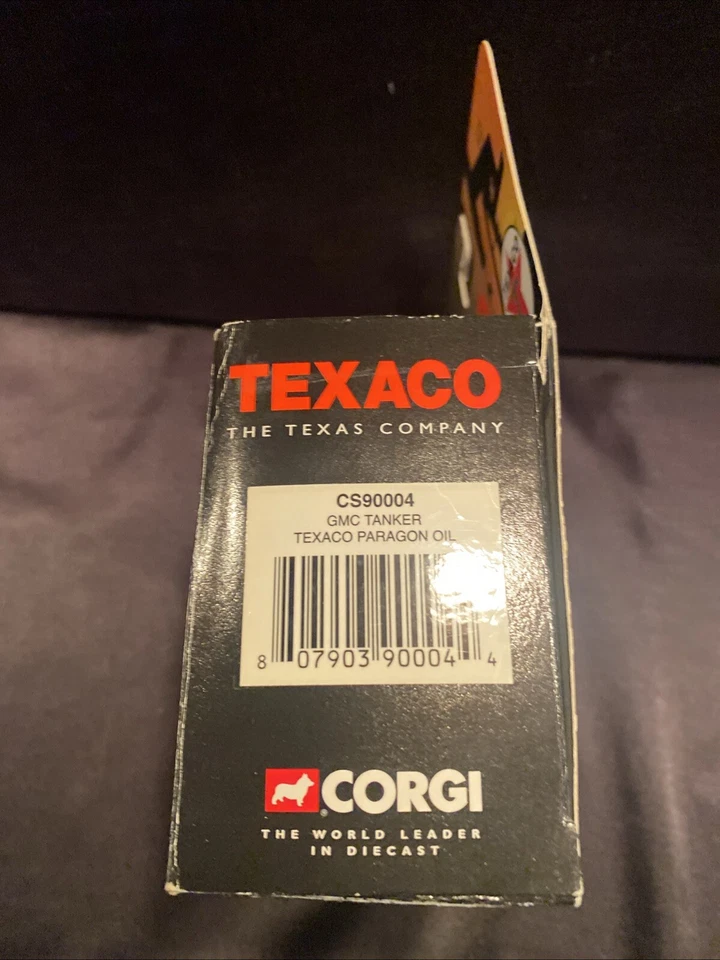 TEXACO
THE TEXAS COMPANY
CS90004
GMC TANKER
TEXACO PARAGON OIL
8 07903 90004 4
CORGI
THE WORLD LEADER
IN DIECAST